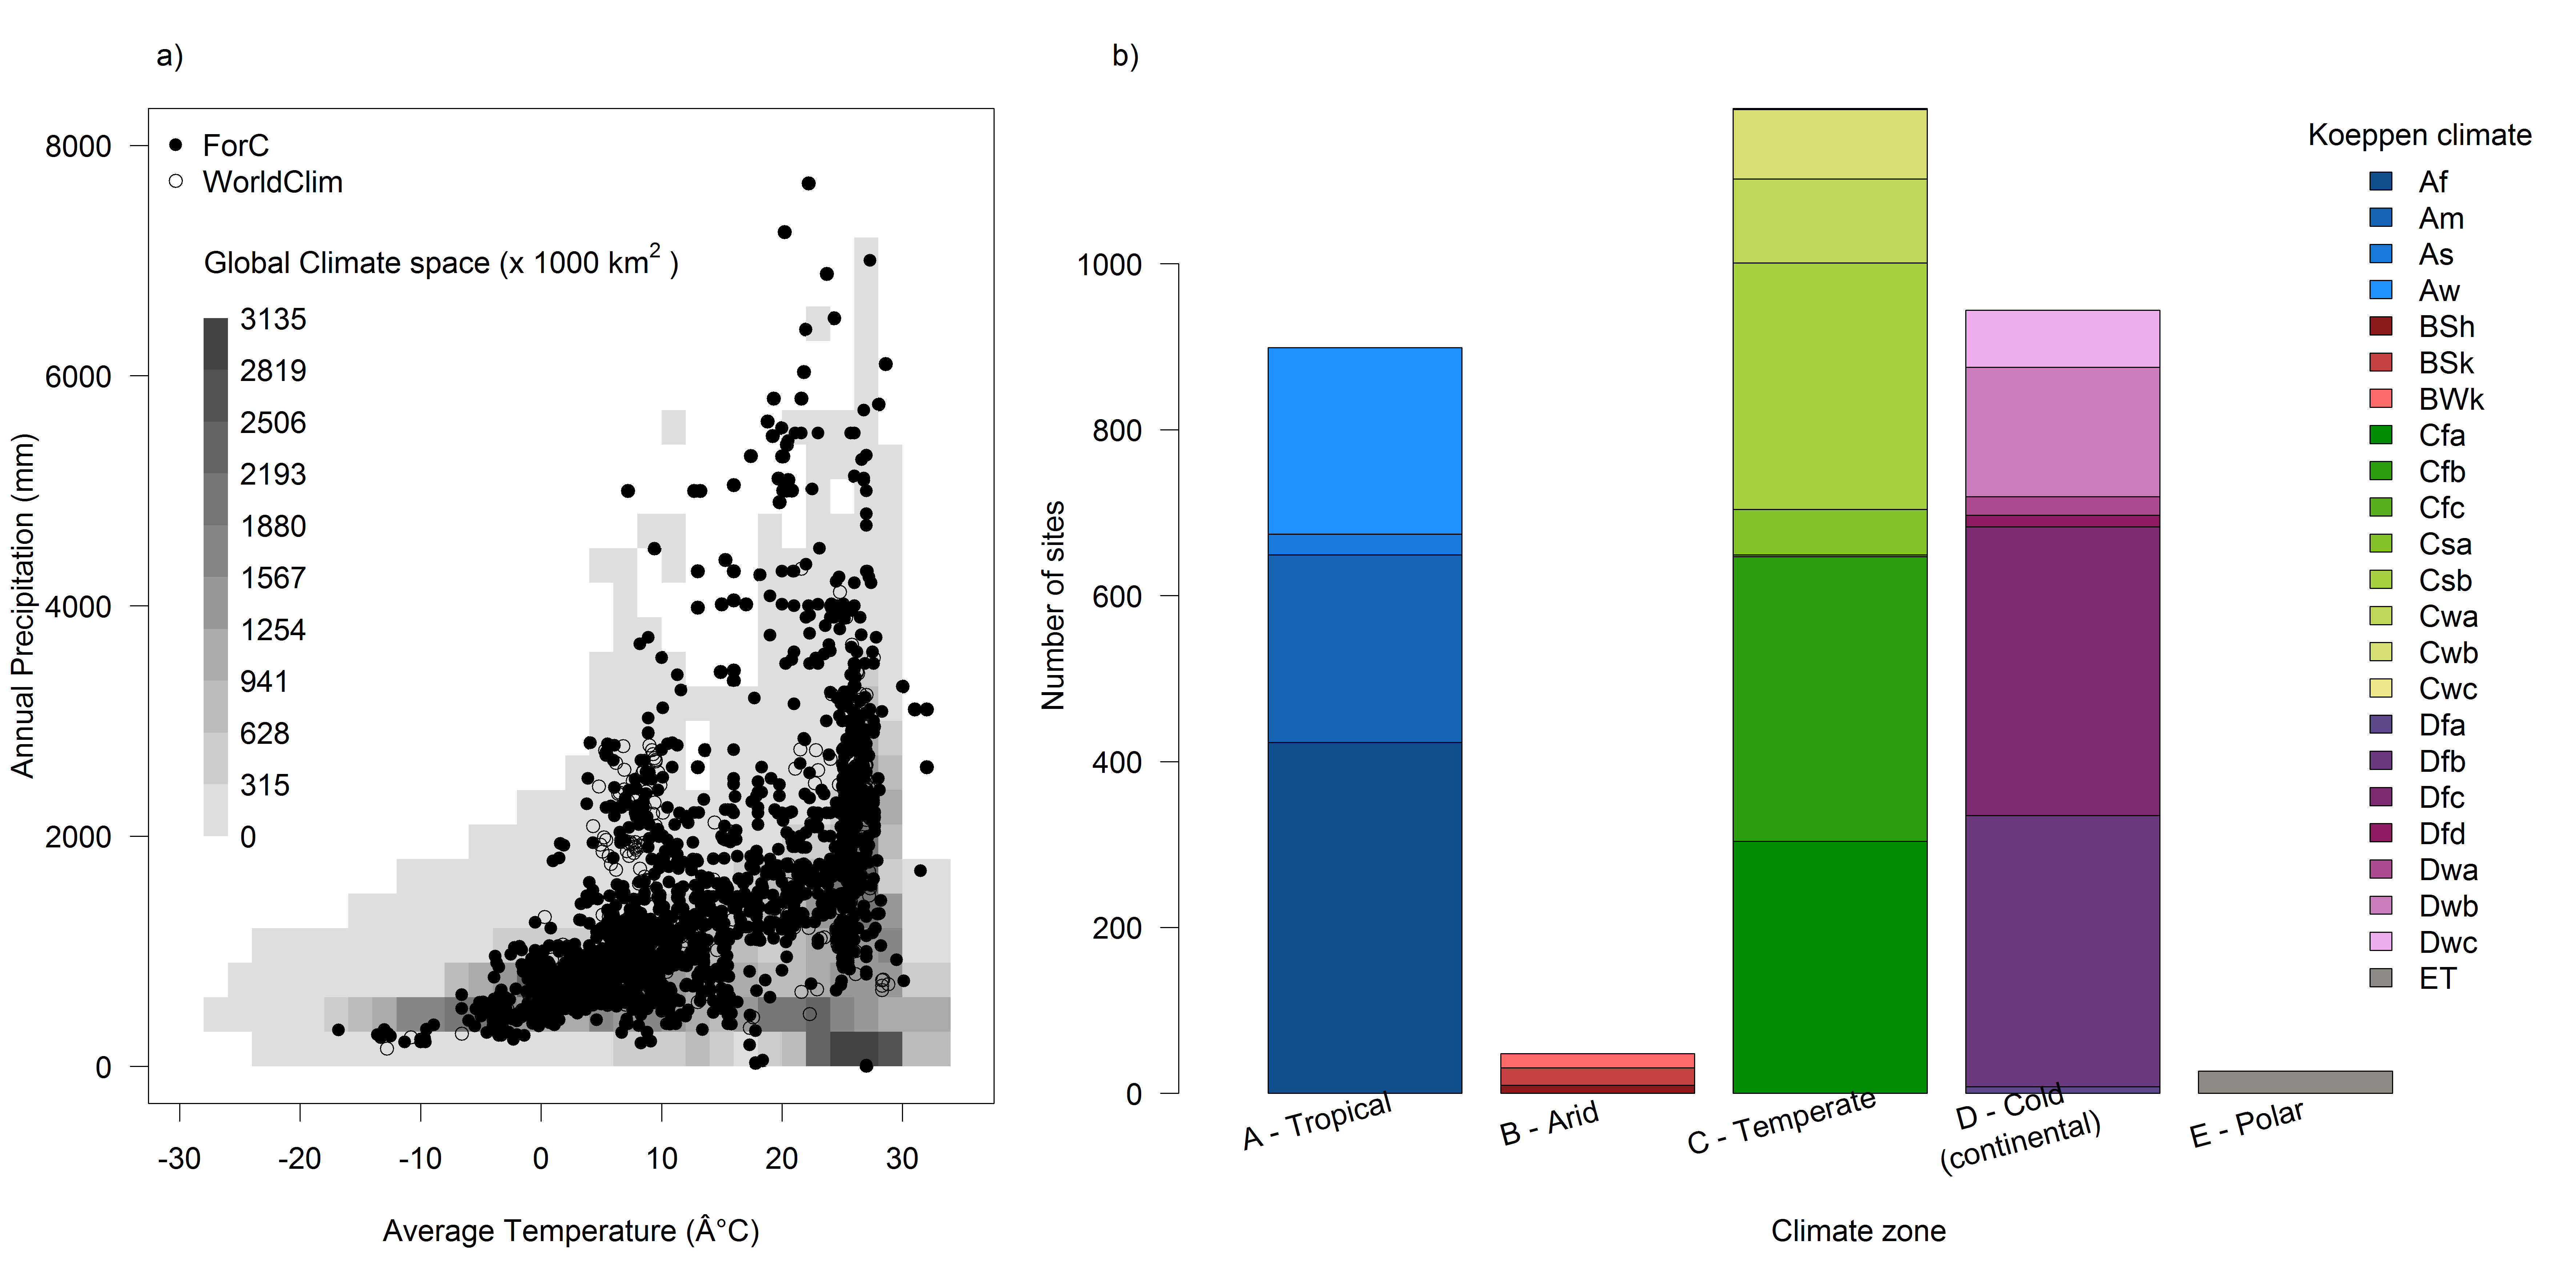 a)
ForC
WorldClim
Global Climate space (x 1000 km2 )
3135
2819
2506
2193
1880
1567
1254
941
628
315
0
8000
6000
4000
2000
0
Annual Precipitation (mm)
-30 -20 -10 0 10 20 30
Average Temperature (Â°C)
b)
1000
800
600
400
200
0
Number of sites
A - Tropical
B - Arid
C - Temperate
D - Cold
(continental)
E - Polar
Climate zone
Koeppen climate
Af
Am
As
Aw
BSh
BSk
BWk
Cfa
Cfb
Cfc
Csa
Csb
Cwa
Cwb
Cwc
Dfa
Dfb
Dfc
Dfd
Dwa
Dwb
Dwc
ET